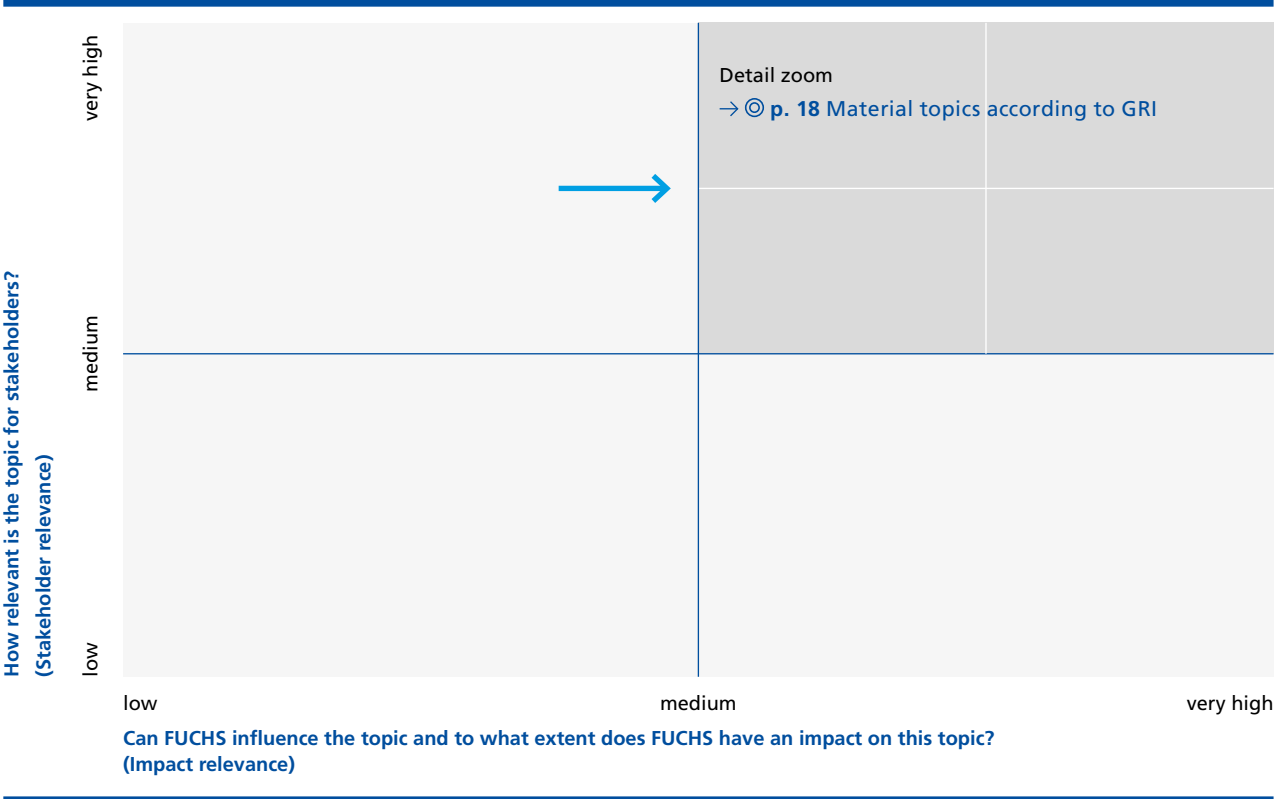 How relevant is the topic for stakeholders?
(Stakeholder relevance)
very high
medium
low
Detail zoom
→ ◎ p. 18 Material topics according to GRI
low medium very high
Can FUCHS influence the topic and to what extent does FUCHS have an impact on this topic?
(Impact relevance)